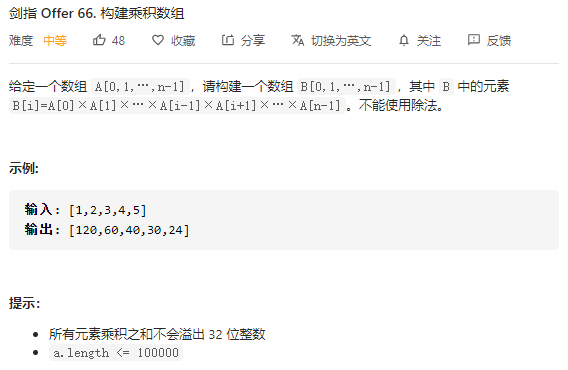 剑指 Offer 66. 构建乘积数组
难度 中等 48 收藏 分享 切换为英文 关注 反馈
给定一个数组 A[0,1,…,n-1]，请构建一个数组 B[0,1,…,n-1]，其中 B 中的元素
B[i]=A[0]×A[1]×…×A[i-1]×A[i+1]×…×A[n-1]。不能使用除法。
示例:
输入: [1,2,3,4,5]
输出: [120,60,40,30,24]
提示：
所有元素乘积之和不会溢出 32 位整数
a.length <= 100000